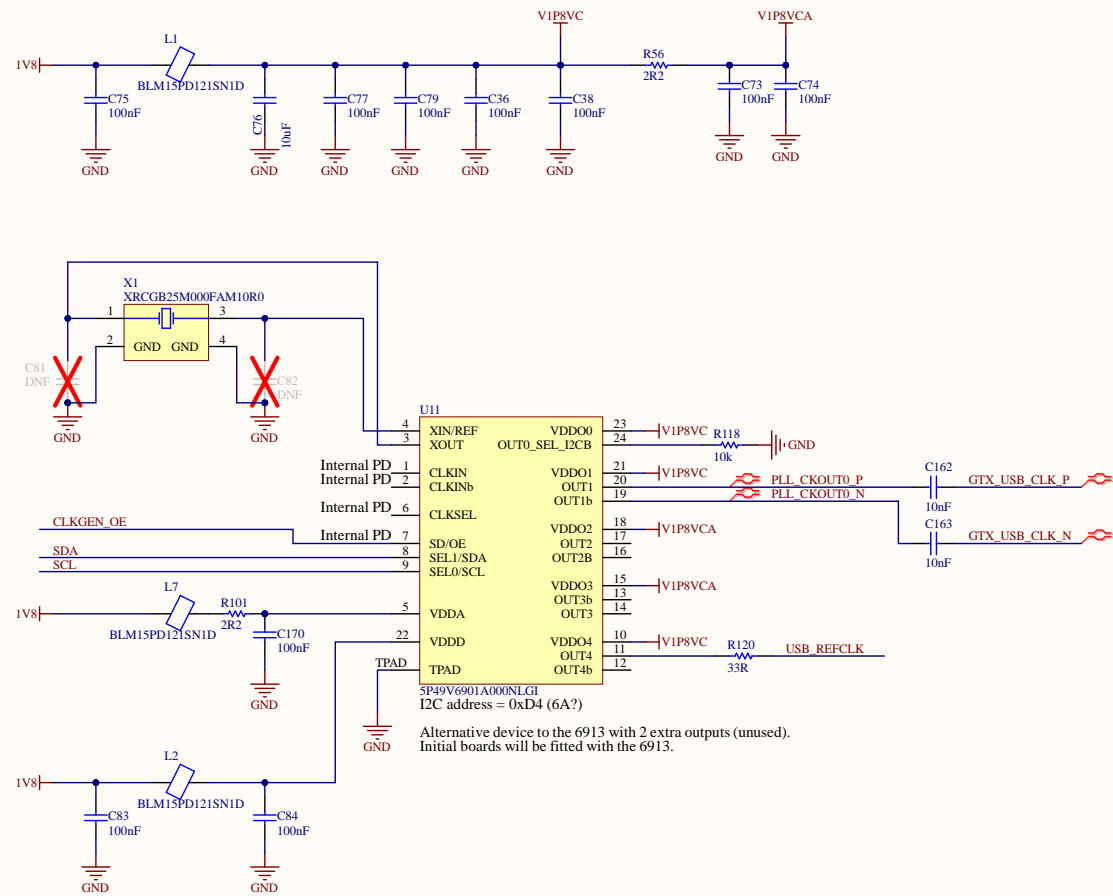 V1P8VC
V1P8VCA
L1
1V8
BLM15PD121SN1D
R56
2R2
C75
100nF
C76
10uF
C77
100nF
C79
100nF
C36
100nF
C38
100nF
C73
100nF
C74
100nF
GND
GND
GND
GND
GND
GND
GND
GND
X1
XRCGB25M000FAM10R0
1
3
2
GND
GND
4
C81
DNF
C82
DNF
GND
GND
U11
4
XIN/REF
3
XOUT
Internal PD
1
CLKIN
Internal PD
2
CLKINb
Internal PD
6
CLKSEL
CLKGEN_OE
Internal PD
7
SD/OE
SDA
8
SEL1/SDA
SCL
9
SEL0/SCL
5
VDDA
22
VDDD
TPAD
TPAD
VDDO0
23
V1P8VC
OUT0_SEL_I2CB
24
R118
10k
GND
VDDO1
21
V1P8VC
OUT1
20
PLL_CKOUT0_P
C162
10nF
GTX_USB_CLK_P
OUT1b
19
PLL_CKOUT0_N
C163
10nF
GTX_USB_CLK_N
VDDO2
18
V1P8VCA
OUT2
17
OUT2B
16
VDDO3
15
V1P8VCA
OUT3b
13
OUT3
14
VDDO4
10
V1P8VC
OUT4
11
R120
33R
USB_REFCLK
OUT4b
12
L7
1V8
BLM15PD121SN1D
R101
2R2
C170
100nF
GND
GND
5P49V6901A000NLGI
I2C address = 0xD4 (6A?)
Alternative device to the 6913 with 2 extra outputs (unused).
Initial boards will be fitted with the 6913.
L2
1V8
BLM15PD121SN1D
C83
100nF
C84
100nF
GND
GND